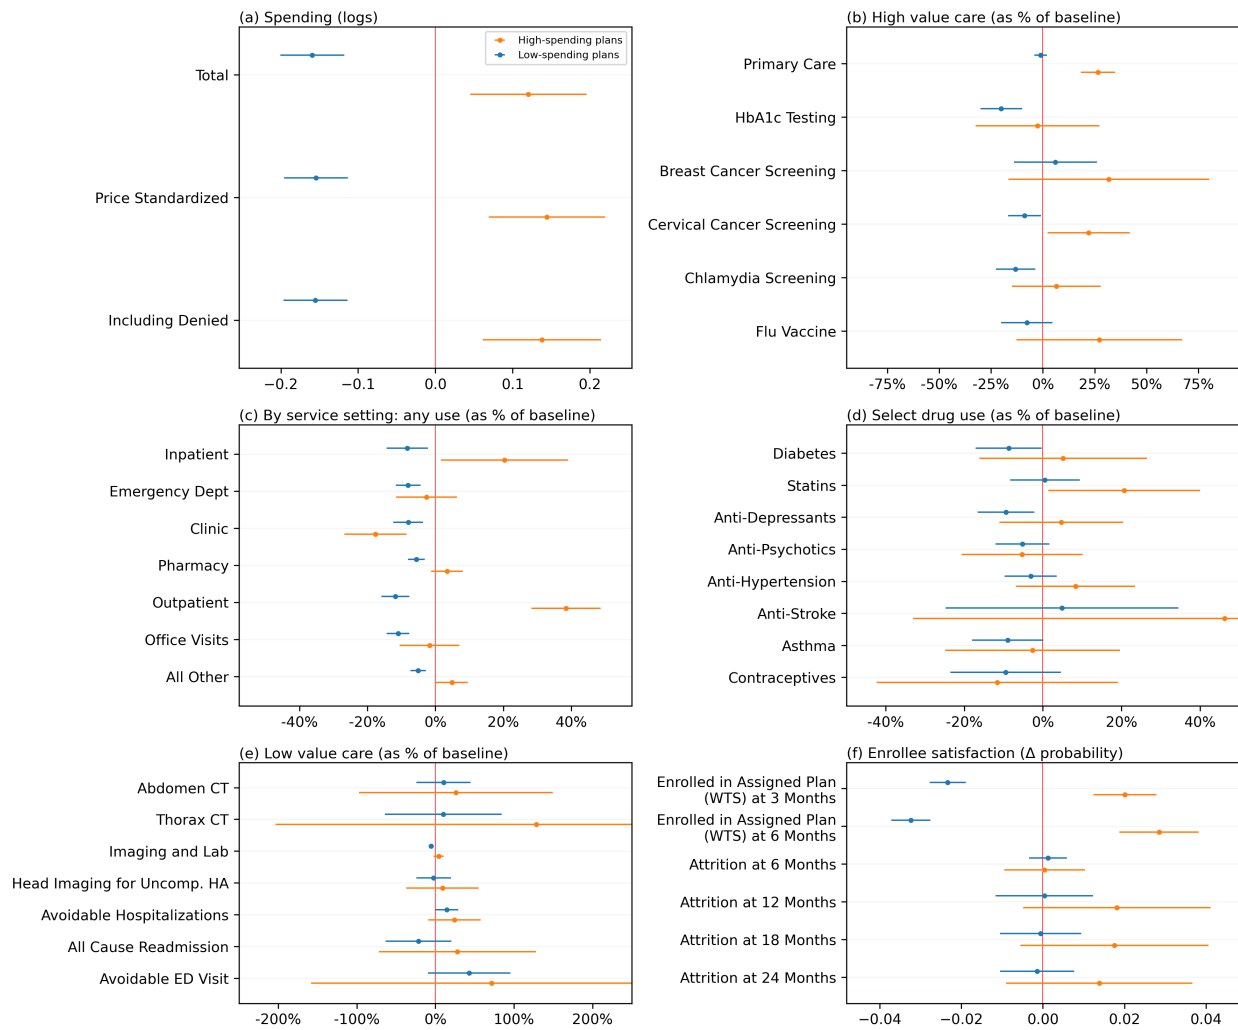 (a) Spending (logs)
High-spending plans
Low-spending plans
Total
Price Standardized
Including Denied
−0.2 −0.1 0.0 0.1 0.2
(b) High value care (as % of baseline)
Primary Care
HbA1c Testing
Breast Cancer Screening
Cervical Cancer Screening
Chlamydia Screening
Flu Vaccine
-75% -50% -25% 0% 25% 50% 75%
(c) By service setting: any use (as % of baseline)
Inpatient
Emergency Dept
Clinic
Pharmacy
Outpatient
Office Visits
All Other
-40% -20% 0% 20% 40%
(d) Select drug use (as % of baseline)
Diabetes
Statins
Anti-Depressants
Anti-Psychotics
Anti-Hypertension
Anti-Stroke
Asthma
Contraceptives
-40% -20% 0% 20% 40%
(e) Low value care (as % of baseline)
Abdomen CT
Thorax CT
Imaging and Lab
Head Imaging for Uncomp. HA
Avoidable Hospitalizations
All Cause Readmission
Avoidable ED Visit
-200% -100% 0% 100% 200%
(f) Enrollee satisfaction (Δ probability)
Enrolled in Assigned Plan
(WTS) at 3 Months
Enrolled in Assigned Plan
(WTS) at 6 Months
Attrition at 6 Months
Attrition at 12 Months
Attrition at 18 Months
Attrition at 24 Months
−0.04 −0.02 0.00 0.02 0.04